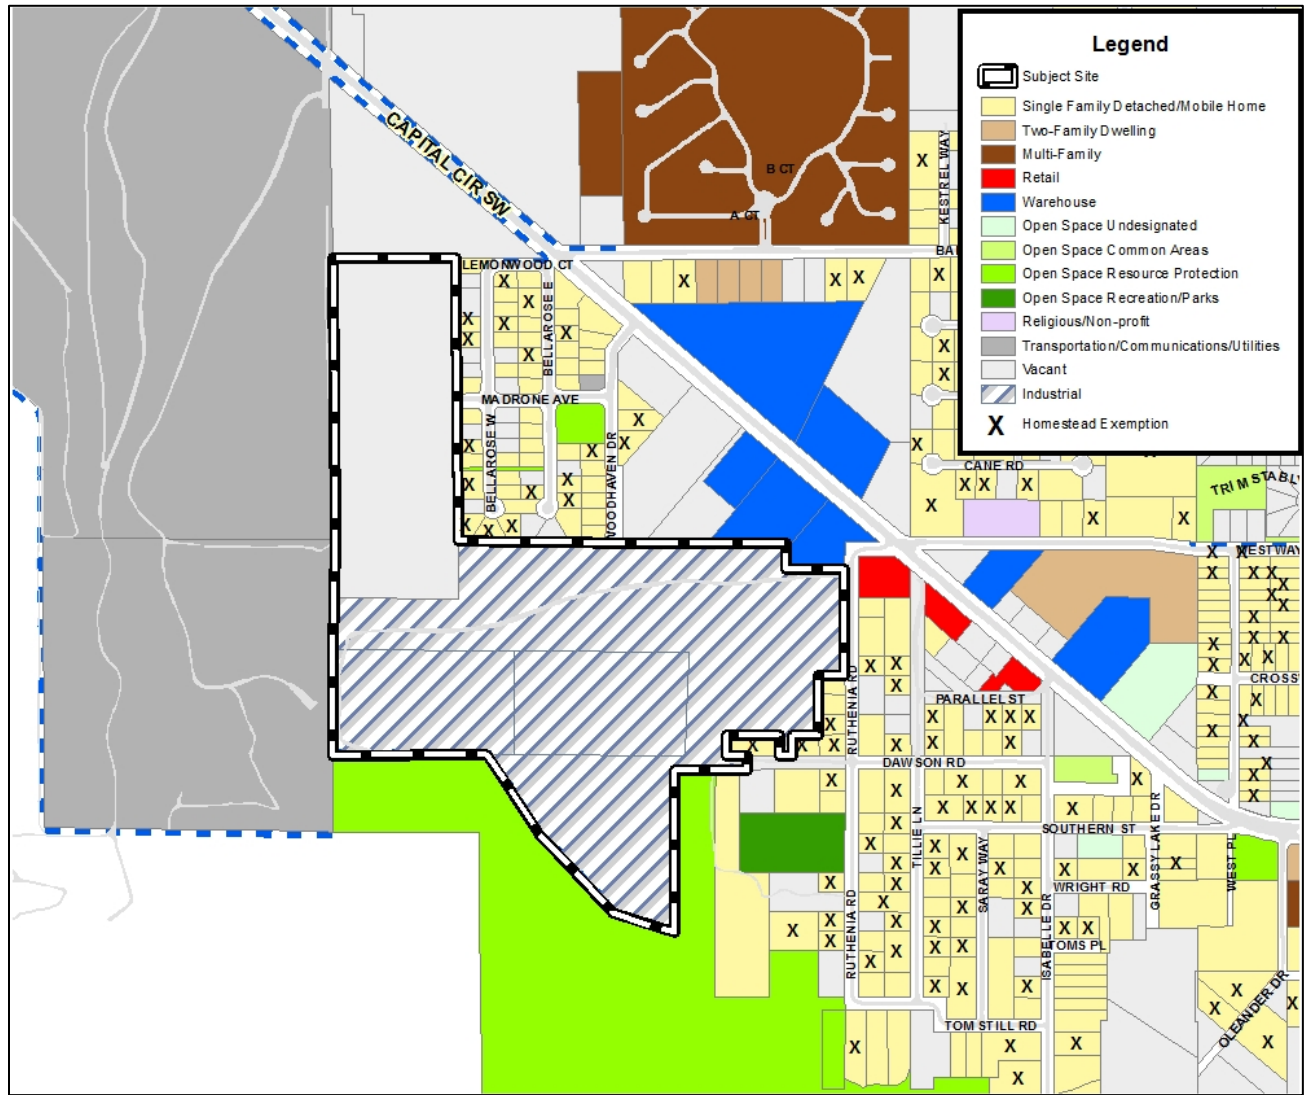 Legend
Subject Site
Single Family Detached/Mobile Home
Two-Family Dwelling
Multi-Family
Retail
Warehouse
Open Space Undesignated
Open Space Common Areas
Open Space Resource Protection
Open Space Recreation/Parks
Religious/Non-profit
Transportation/Communications/Utilities
Vacant
Industrial
X Homestead Exemption
CAPITAL CIR SW
B CT
A CT
KESTREL WAY
BA
LEMONWOOD CT
BELLAROSE E
MADRONE AVE
BELLAROSE W
WOODHAVEN DR
CANE RD
TRIMSTABL
WESTWAY
CROSS
RUTHENIA RD
PARALLEL ST
DAWSON RD
TILLIE LN
SOUTHERN ST
SARAY WAY
GRASSY LAKE DR
WEST PL
WRIGHT RD
RUTHENIA RD
ISABELLE DR
TOMS PL
OLEANDER DR
TOM STILL RD